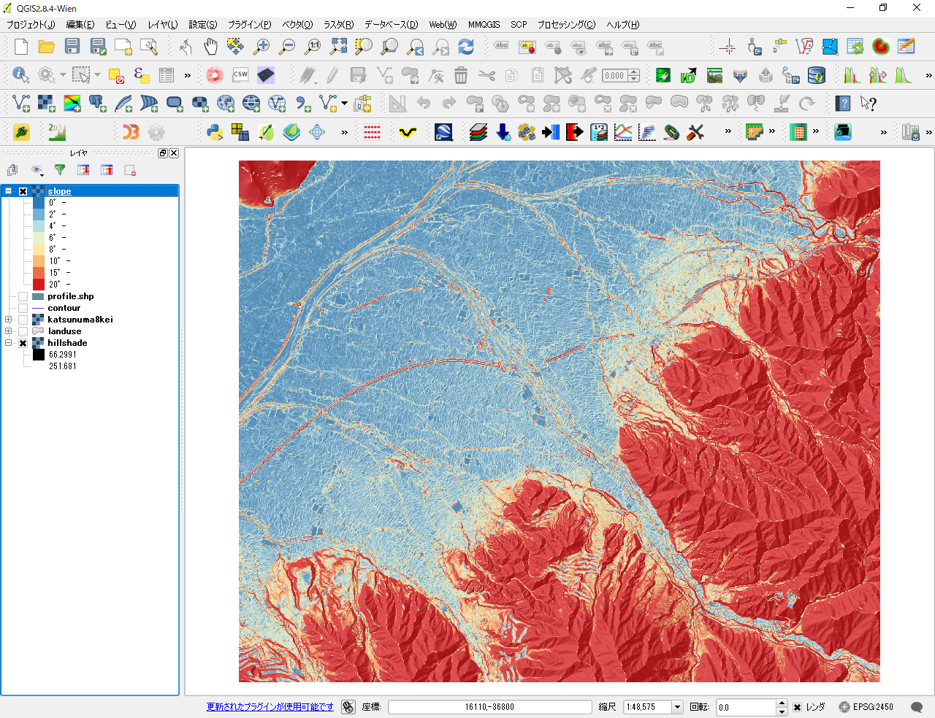 QGIS2.8.4-Wien
プロジェクト(J) 編集(E) ビュー(V) レイヤ(L) 設定(S) プラグイン(P) ベクタ(O) ラスタ(R) データベース(D) Web(W) MMQGIS SCP プロセッシング(C) ヘルプ(H)
CSW 0.000
レイヤ
slope
0° -
2° -
4° -
6° -
8° -
10° -
15° -
20° -
profile.shp
contour
katsunuma8kei
landuse
hillshade
66.2991
251.681
更新されたプラグインが使用可能です 座標: 16110,-36800 縮尺 1:48,575 回転: 0.0 レンダ EPSG:2450